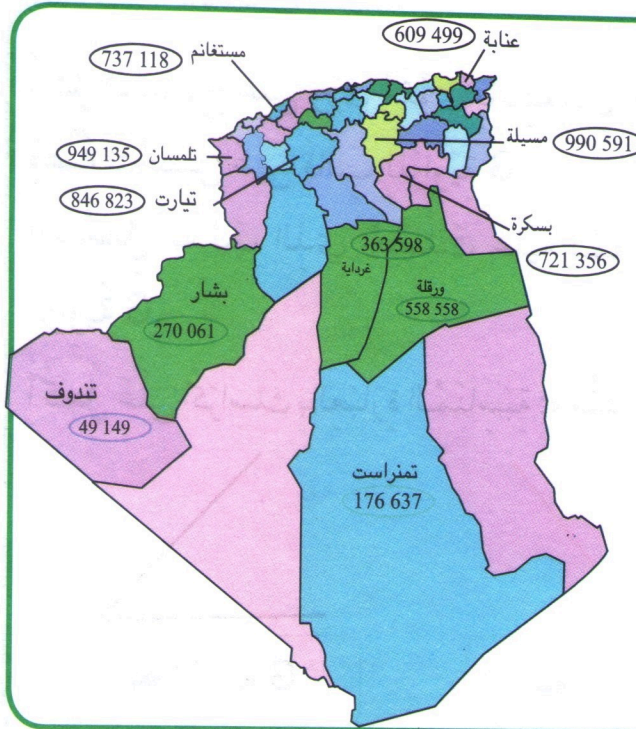 عنابة
609 499
مستغانم
737 118
مسيلة
990 591
تلمسان
949 135
تيارت
846 823
بسكرة
721 356
363 598
غرداية
ورقلة
558 558
بشار
270 061
تندوف
49 149
تمنراست
176 637